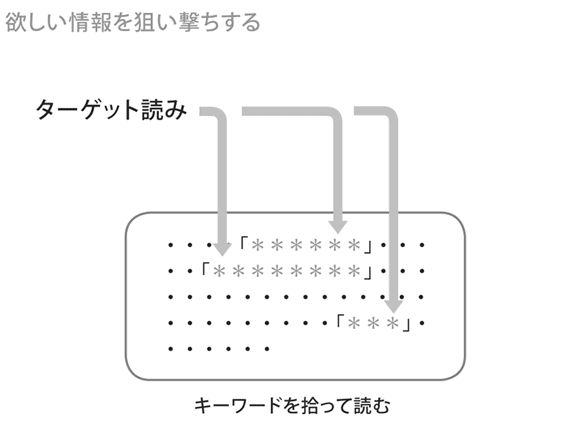 欲しい情報を狙い撃ちする
ターゲット読み
・・・・「＊＊＊＊＊＊」・・・
・・「＊＊＊＊＊＊＊＊」・・・
・・・・・・・・・・・・・・
・・・・・・・・・「＊＊＊」・
・・・・・・
キーワードを拾って読む